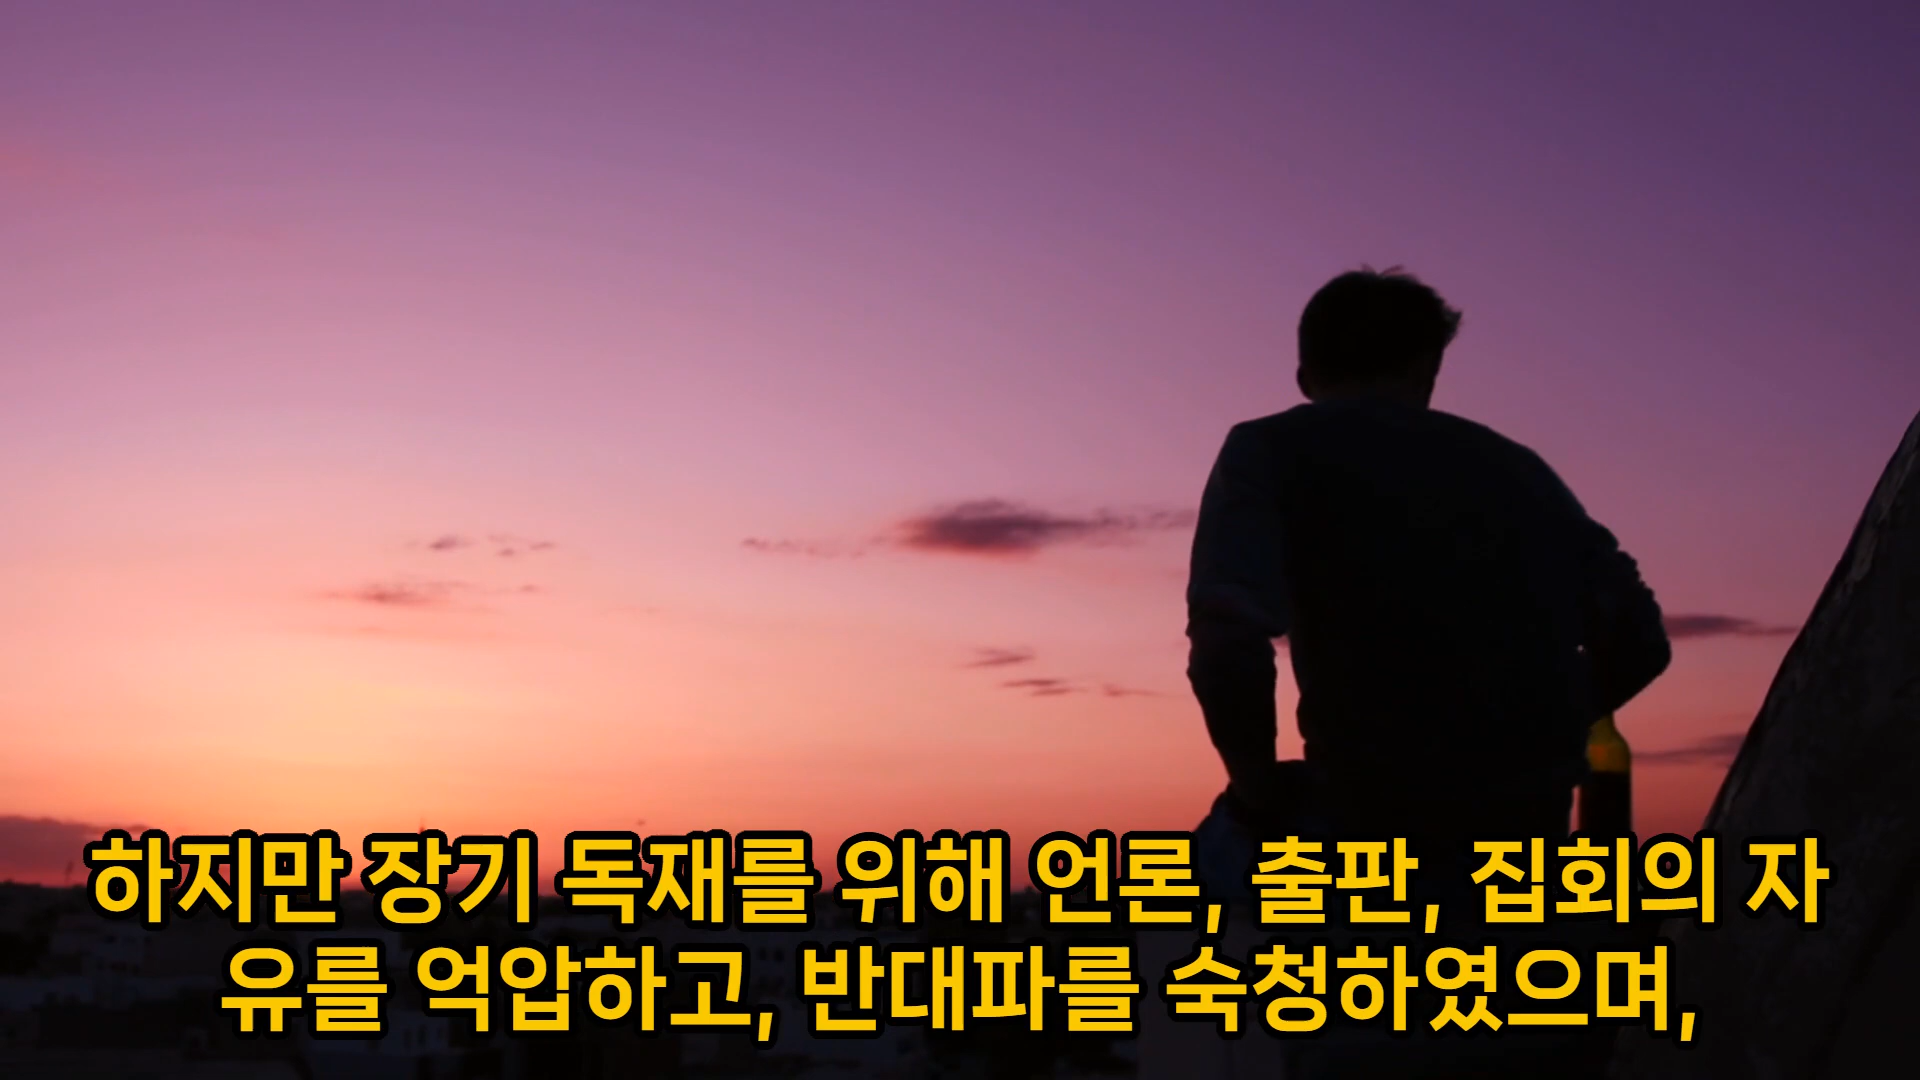 하지만 장기 독재를 위해 언론, 출판, 집회의 자
유를 억압하고, 반대파를 숙청하였으며,